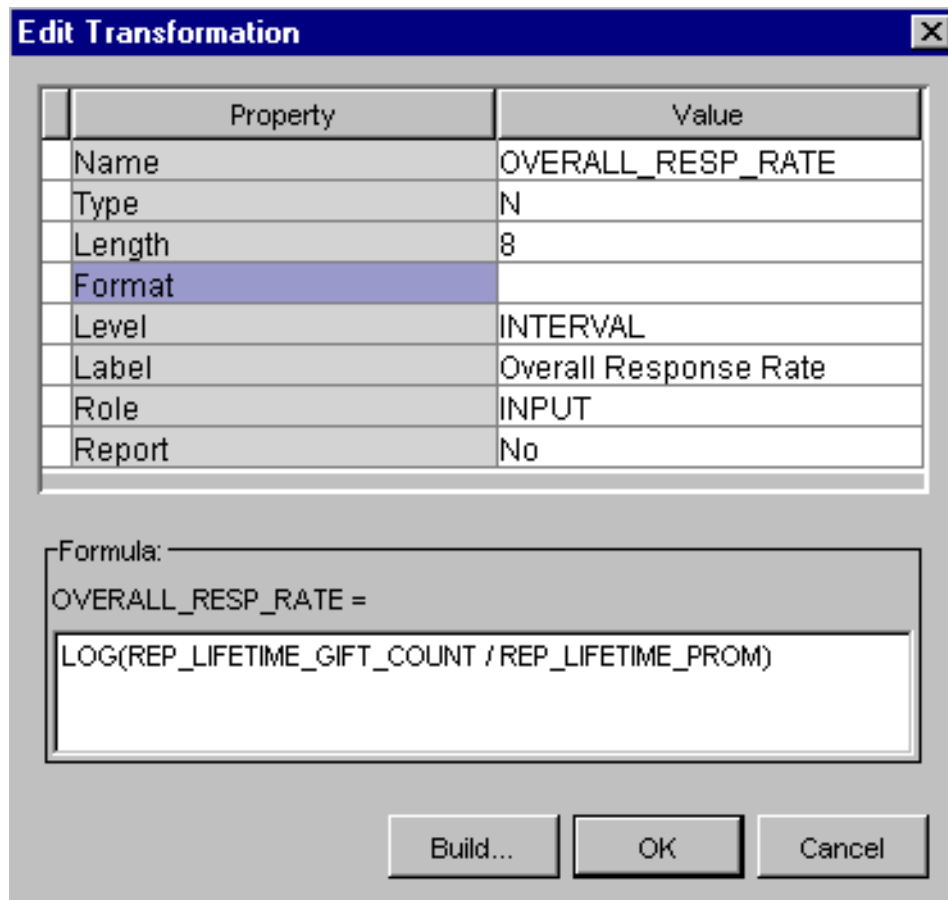 Edit Transformation
Property Value
Name OVERALL_RESP_RATE
Type N
Length 8
Format
Level INTERVAL
Label Overall Response Rate
Role INPUT
Report No
Formula:
OVERALL_RESP_RATE =
LOG(REP_LIFETIME_GIFT_COUNT / REP_LIFETIME_PROM)
Build... OK Cancel